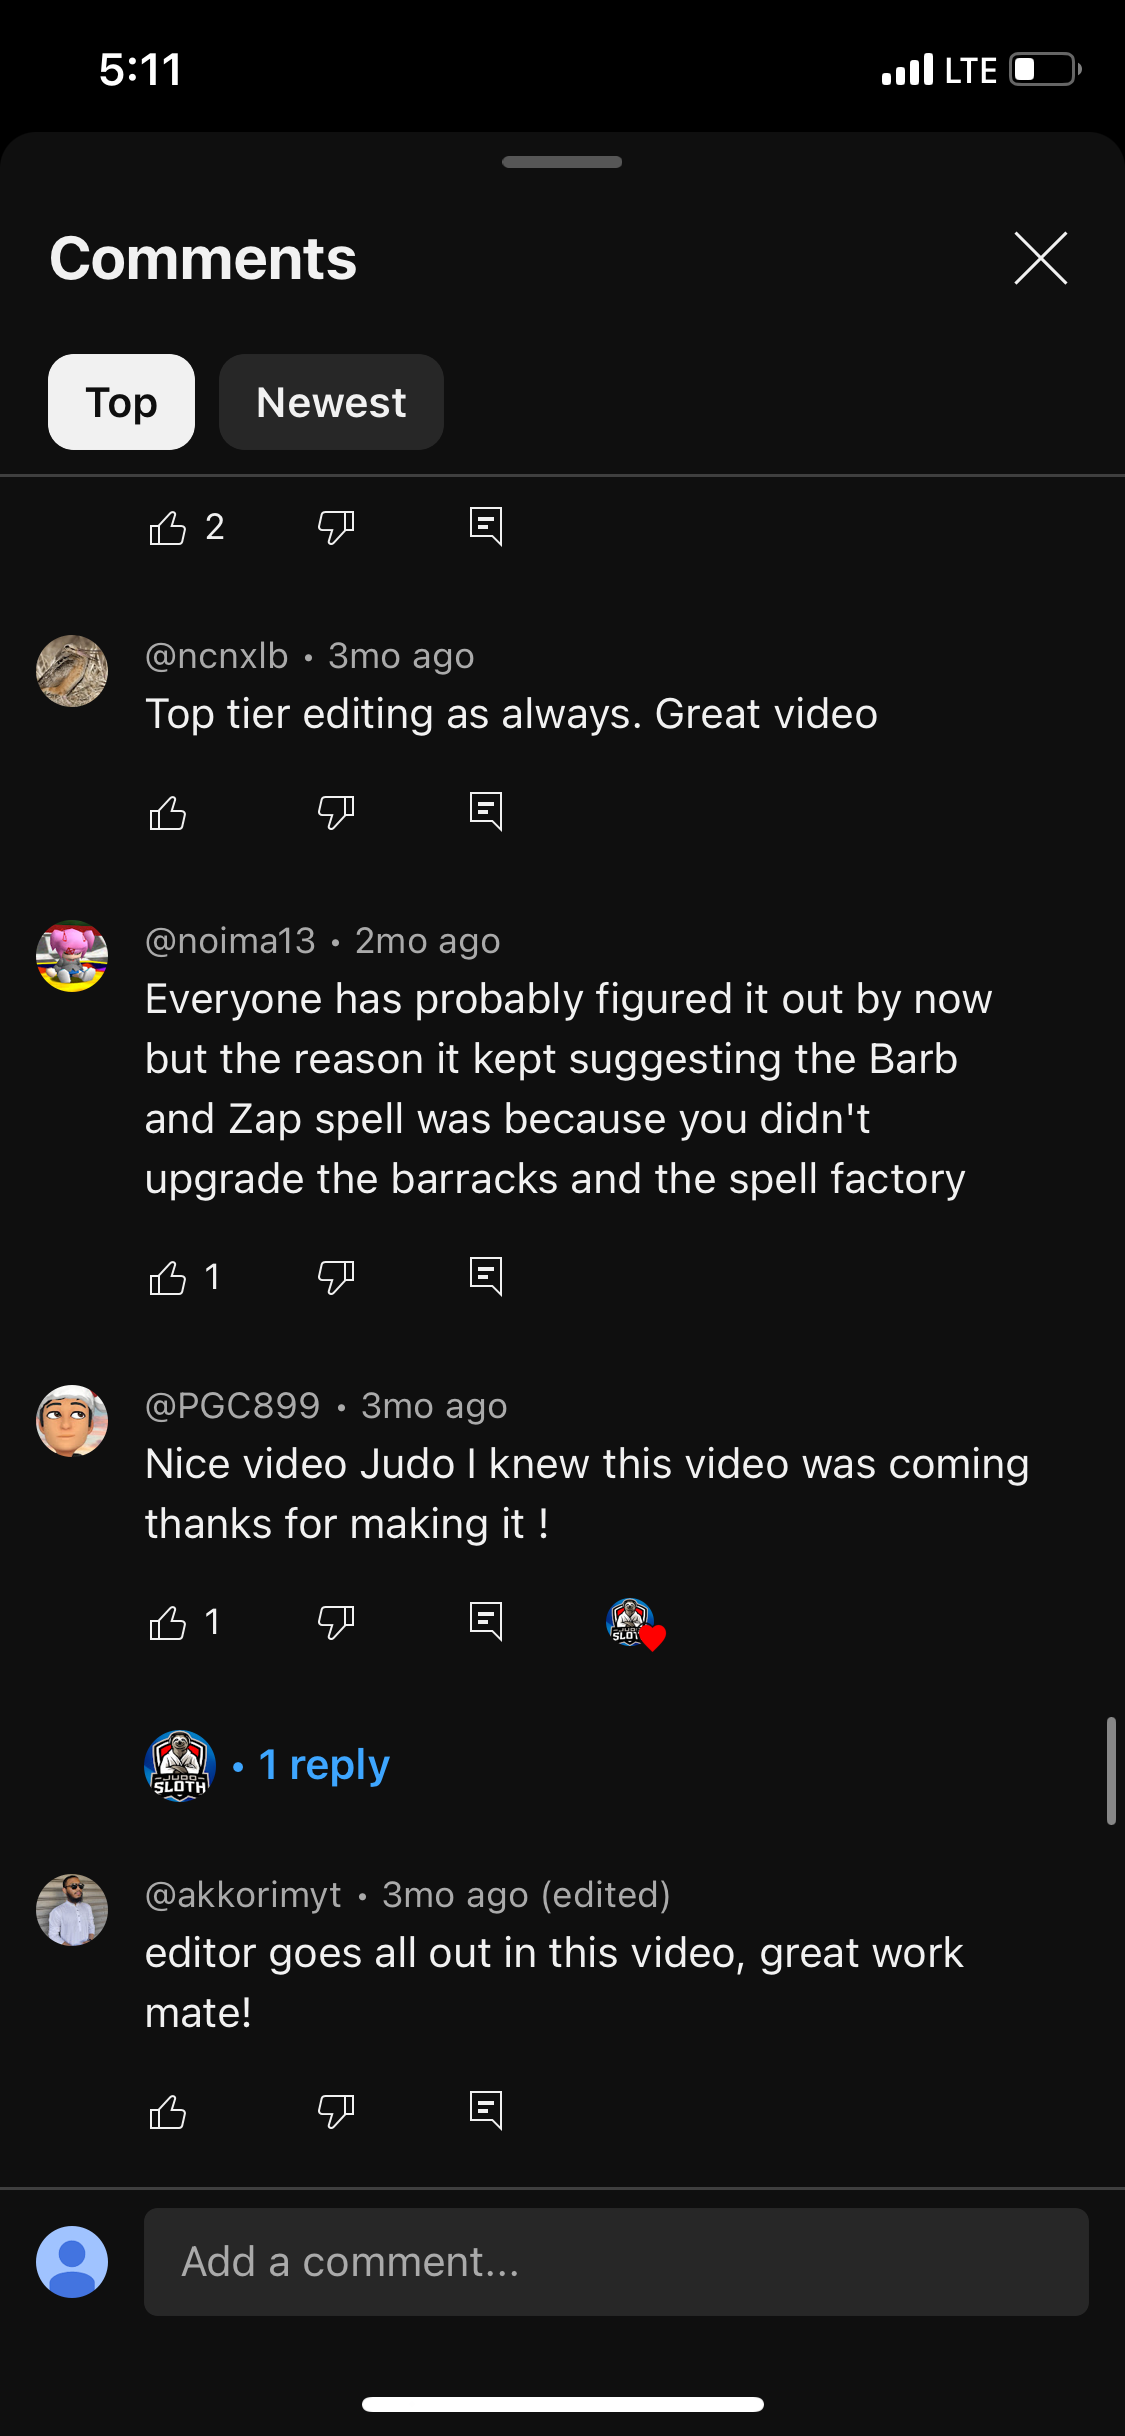 5:11
LTE
Comments
Top
Newest
2
@ncnxlb • 3mo ago
Top tier editing as always. Great video
@noima13 • 2mo ago
Everyone has probably figured it out by now
but the reason it kept suggesting the Barb
and Zap spell was because you didn't
upgrade the barracks and the spell factory
1
@PGC899 • 3mo ago
Nice video Judo I knew this video was coming
thanks for making it !
1
JUDO
SLOTH
• 1 reply
@akkorimyt • 3mo ago (edited)
editor goes all out in this video, great work
mate!
Add a comment...